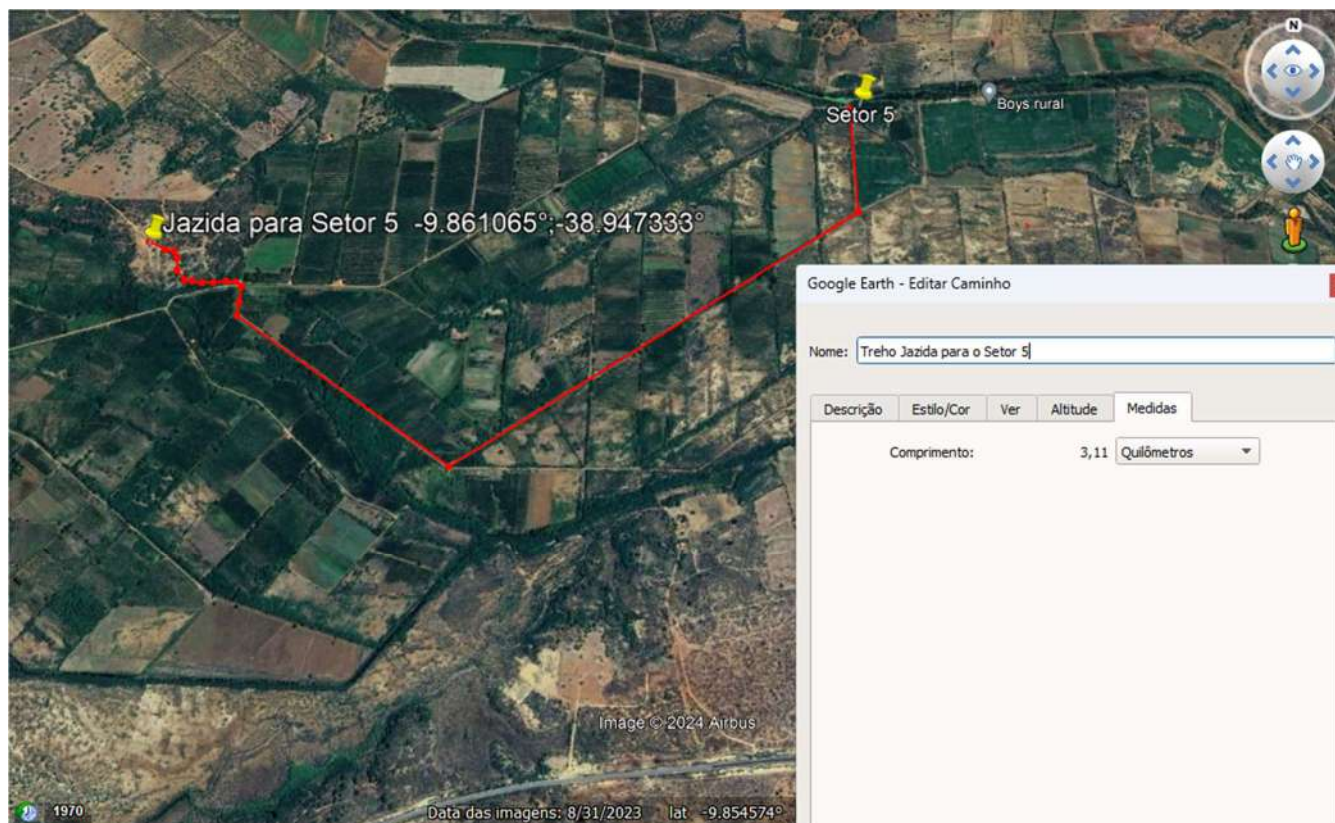 N
Setor 5
Boys rural
Jazida para Setor 5 -9.861065°;-38.947333°
Google Earth - Editar Caminho
Nome: Treho Jazida para o Setor 5
Descrição Estilo/Cor Ver Altitude Medidas
Comprimento: 3,11 Quilômetros
Image © 2024 Airbus
1970 Data das imagens: 8/31/2023 lat -9.854574°